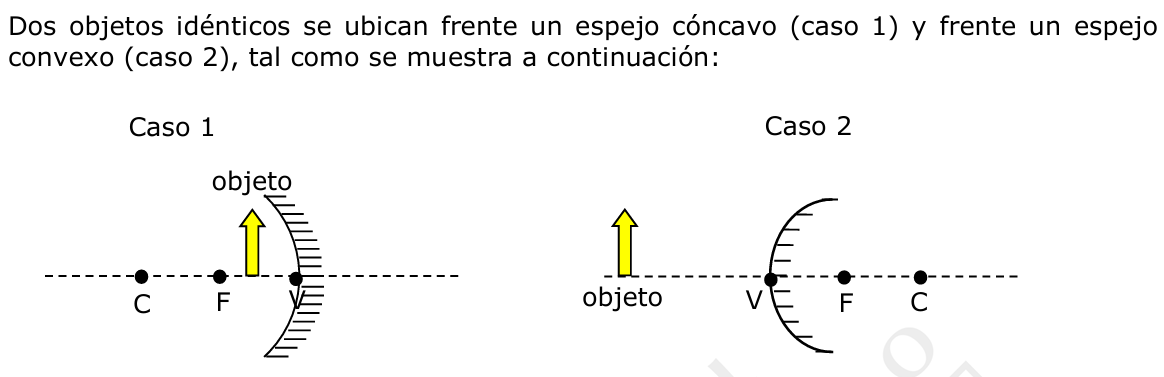 Dos objetos idénticos se ubican frente un espejo cóncavo (caso 1) y frente un espejo
convexo (caso 2), tal como se muestra a continuación:
Caso 1
Caso 2
objeto
C
F
V
objeto
V
F
C